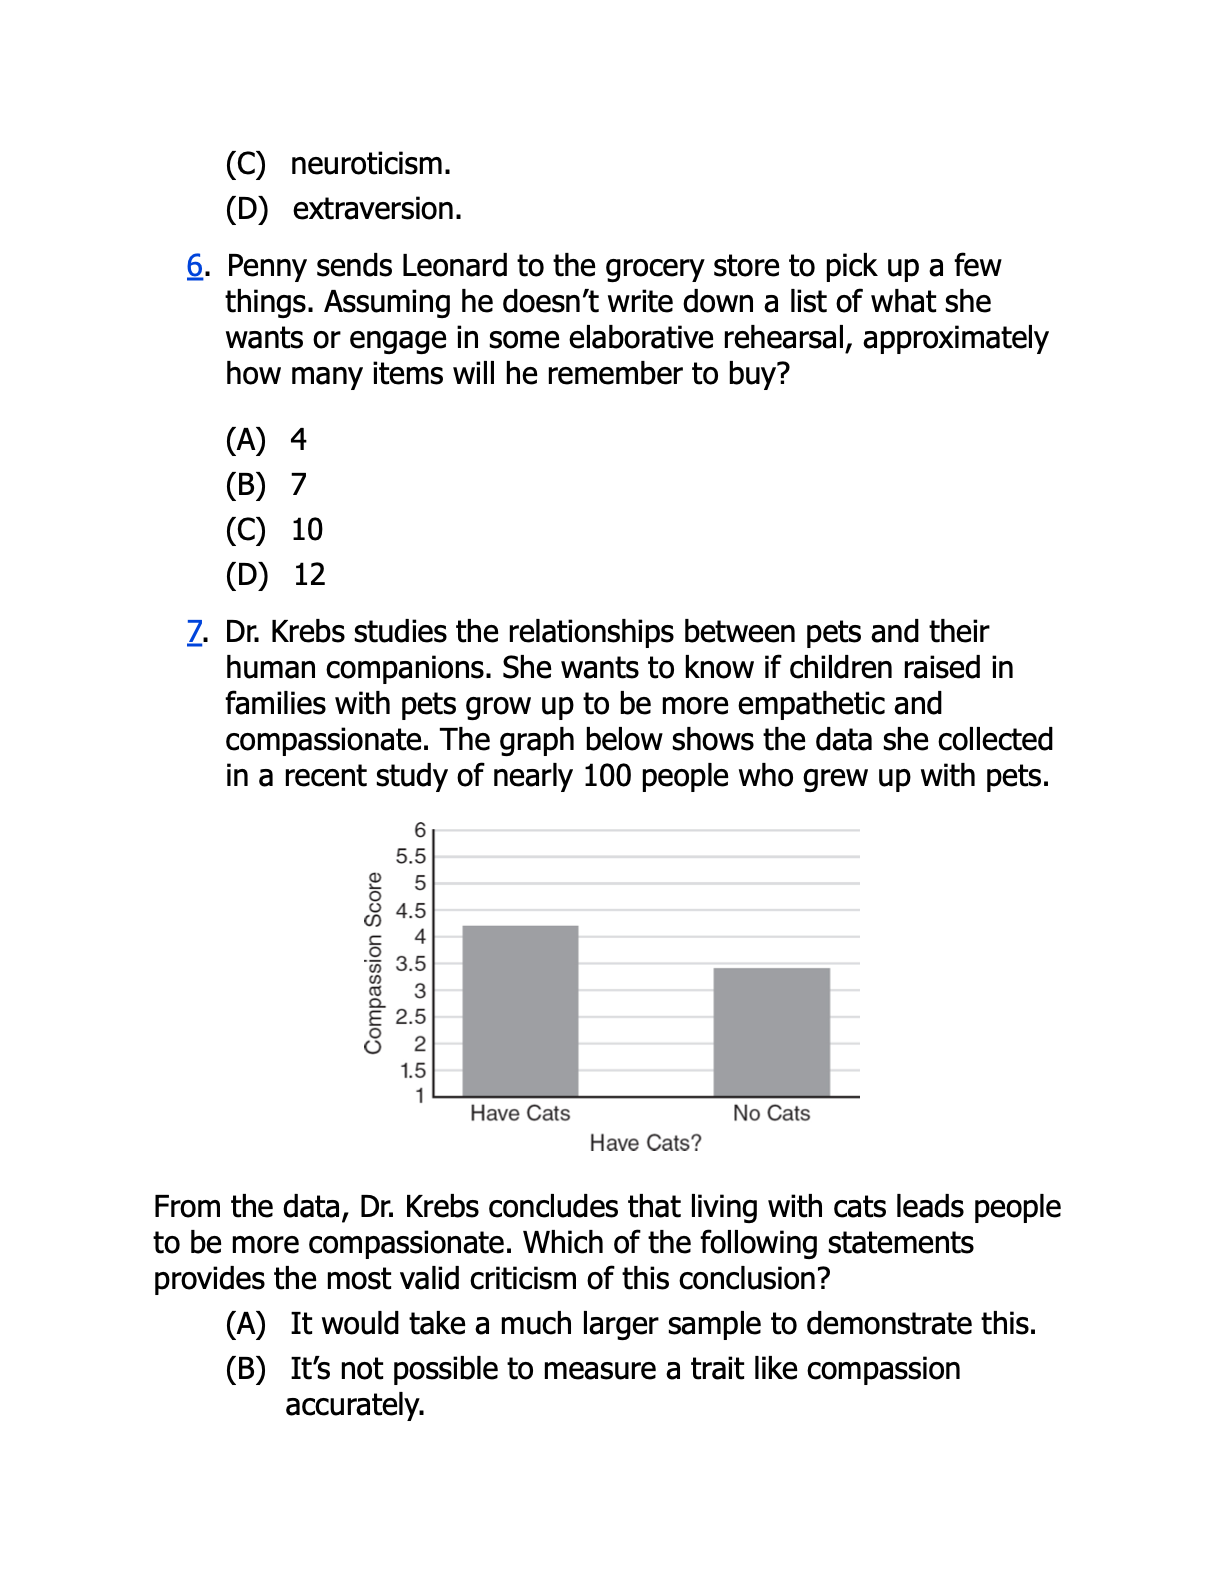 (C) neuroticism.
(D) extraversion.
6. Penny sends Leonard to the grocery store to pick up a few
things. Assuming he doesn’t write down a list of what she
wants or engage in some elaborative rehearsal, approximately
how many items will he remember to buy?
(A) 4
(B) 7
(C) 10
(D) 12
7. Dr. Krebs studies the relationships between pets and their
human companions. She wants to know if children raised in
families with pets grow up to be more empathetic and
compassionate. The graph below shows the data she collected
in a recent study of nearly 100 people who grew up with pets.
Compassion Score
6
5.5
5
4.5
4
3.5
3
2.5
2
1.5
1
Have Cats No Cats
Have Cats?
From the data, Dr. Krebs concludes that living with cats leads people
to be more compassionate. Which of the following statements
provides the most valid criticism of this conclusion?
(A) It would take a much larger sample to demonstrate this.
(B) It’s not possible to measure a trait like compassion
accurately.